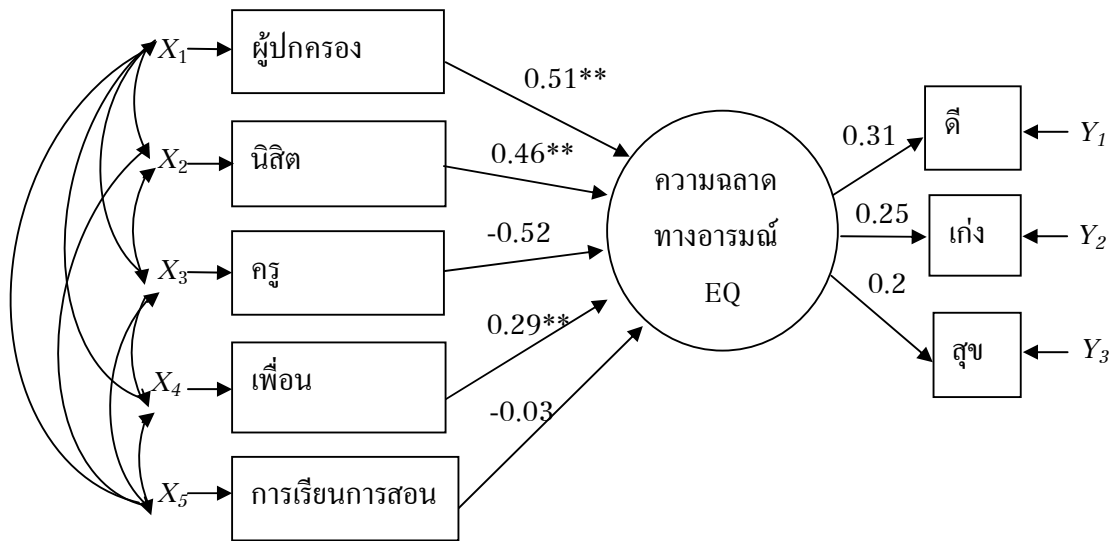 X1
ผู้ปกครอง
0.51**
X2
นิสิต
0.46**
X3
ครู
-0.52
X4
เพื่อน
0.29**
X5
การเรียนการสอน
-0.03
ความฉลาด
ทางอารมณ์
EQ
0.31
ดี
Y1
0.25
เก่ง
Y2
0.2
สุข
Y3